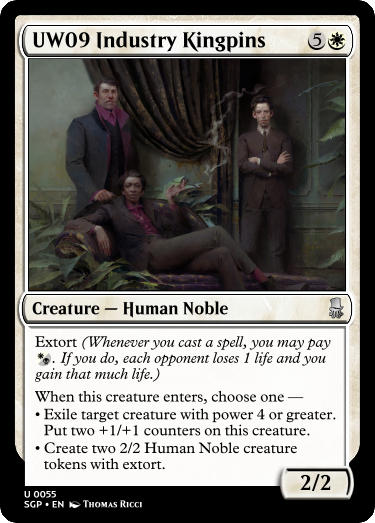 UW09 Industry Kingpins 5
Creature — Human Noble
Extort (Whenever you cast a spell, you may pay
. If you do, each opponent loses 1 life and you
gain that much life.)
When this creature enters, choose one —
• Exile target creature with power 4 or greater.
Put two +1/+1 counters on this creature.
• Create two 2/2 Human Noble creature
tokens with extort.
2/2
U 0055
SGP • EN Thomas Ricci